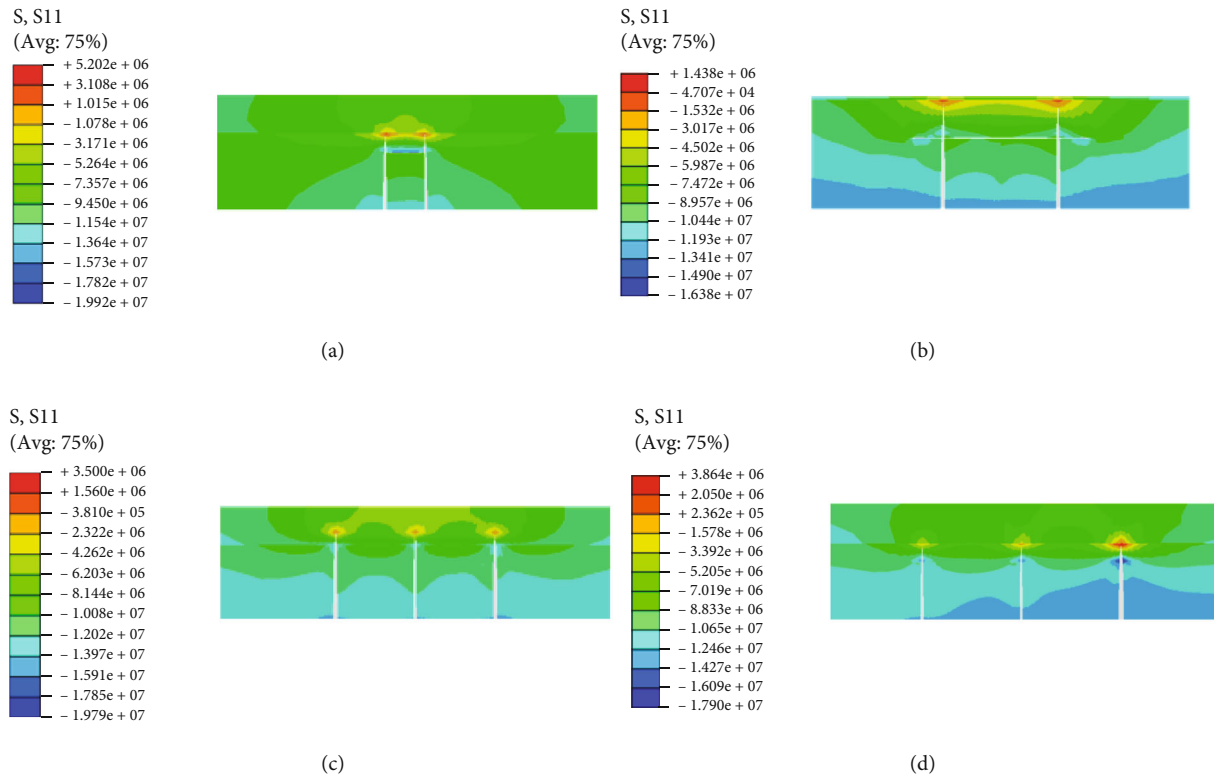 S, S11
(Avg: 75%)
+ 5.202e + 06
+ 3.108e + 06
+ 1.015e + 06
– 1.078e + 06
– 3.171e + 06
– 5.264e + 06
– 7.357e + 06
– 9.450e + 06
– 1.154e + 07
– 1.364e + 07
– 1.573e + 07
– 1.782e + 07
– 1.992e + 07
(a)
S, S11
(Avg: 75%)
+ 1.438e + 06
– 4.707e + 04
– 1.532e + 06
– 3.017e + 06
– 4.502e + 06
– 5.987e + 06
– 7.472e + 06
– 8.957e + 06
– 1.044e + 07
– 1.193e + 07
– 1.341e + 07
– 1.490e + 07
– 1.638e + 07
(b)
S, S11
(Avg: 75%)
+ 3.500e + 06
+ 1.560e + 06
– 3.810e + 05
– 2.322e + 06
– 4.262e + 06
– 6.203e + 06
– 8.144e + 06
– 1.008e + 07
– 1.202e + 07
– 1.397e + 07
– 1.591e + 07
– 1.785e + 07
– 1.979e + 07
(c)
S, S11
(Avg: 75%)
+ 3.864e + 06
+ 2.050e + 06
+ 2.362e + 05
– 1.578e + 06
– 3.392e + 06
– 5.205e + 06
– 7.019e + 06
– 8.833e + 06
– 1.065e + 07
– 1.246e + 07
– 1.427e + 07
– 1.609e + 07
– 1.790e + 07
(d)